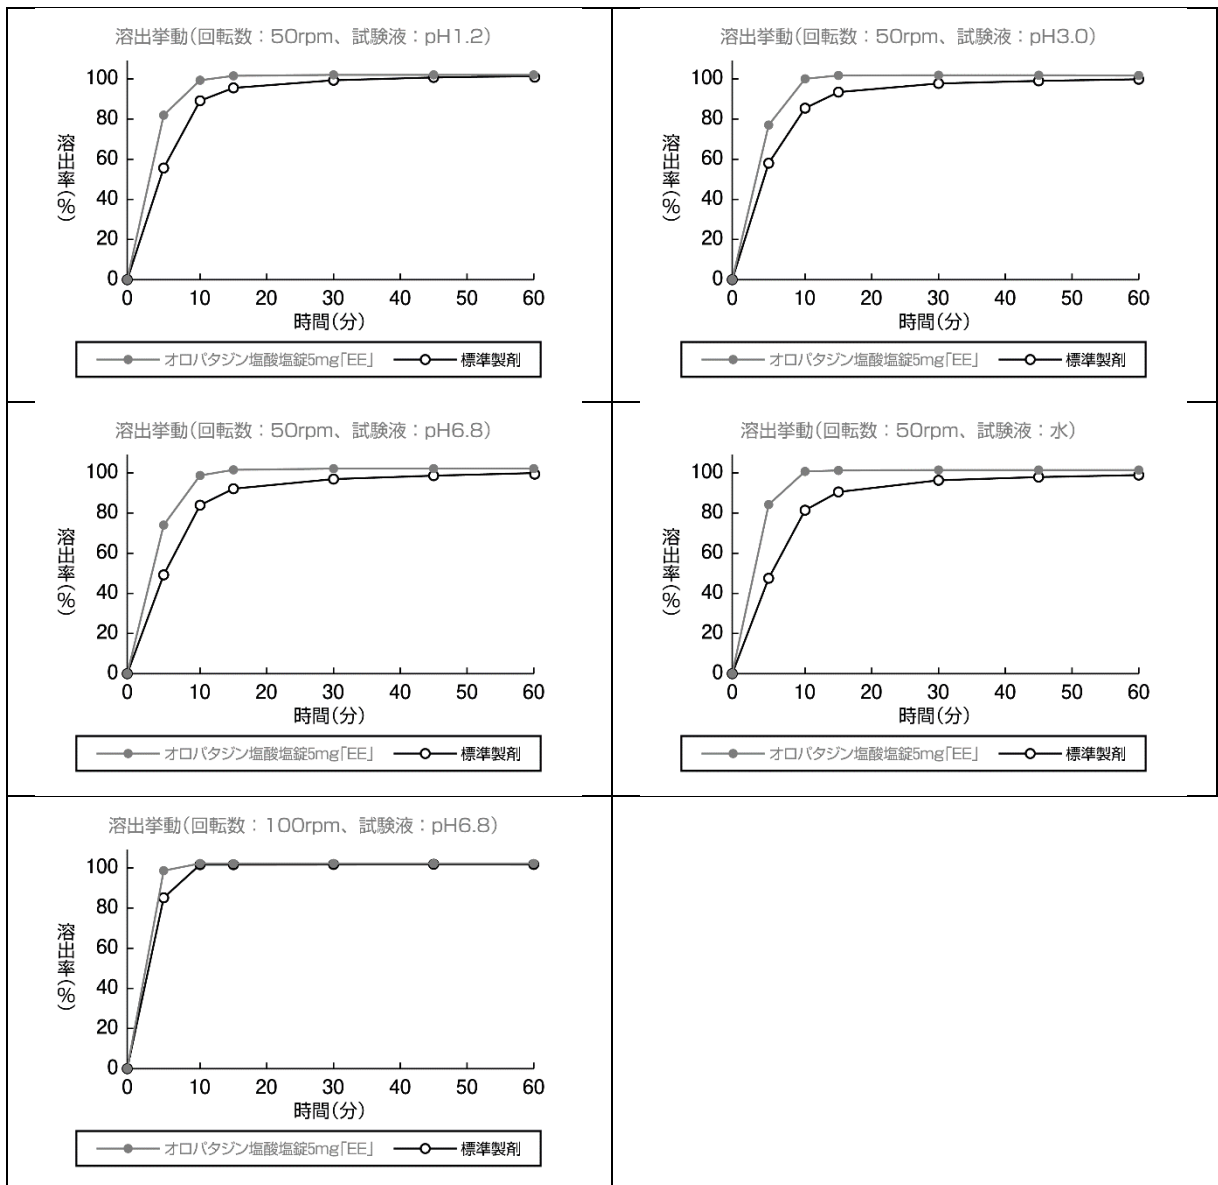 溶出挙動(回転数：50rpm、試験液：pH1.2)
100
80
60
40
20
0
溶出率(%)
0 10 20 30 40 50 60
時間(分)
オロパタジン塩酸塩錠5mg「EE」 標準製剤
溶出挙動(回転数：50rpm、試験液：pH3.0)
100
80
60
40
20
0
溶出率(%)
0 10 20 30 40 50 60
時間(分)
オロパタジン塩酸塩錠5mg「EE」 標準製剤
溶出挙動(回転数：50rpm、試験液：pH6.8)
100
80
60
40
20
0
溶出率(%)
0 10 20 30 40 50 60
時間(分)
オロパタジン塩酸塩錠5mg「EE」 標準製剤
溶出挙動(回転数：50rpm、試験液：水)
100
80
60
40
20
0
溶出率(%)
0 10 20 30 40 50 60
時間(分)
オロパタジン塩酸塩錠5mg「EE」 標準製剤
溶出挙動(回転数：100rpm、試験液：pH6.8)
100
80
60
40
20
0
溶出率(%)
0 10 20 30 40 50 60
時間(分)
オロパタジン塩酸塩錠5mg「EE」 標準製剤